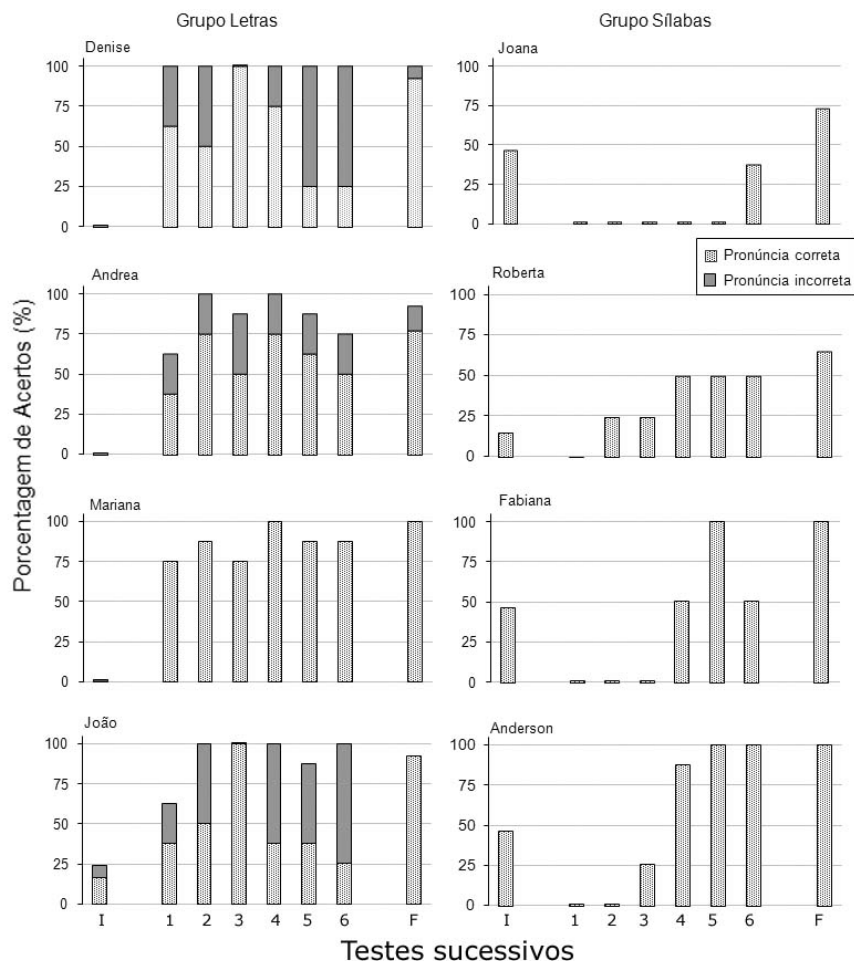 Grupo Letras
Grupo Sílabas
Denise
100
75
50
25
0
Joana
100
75
50
25
0
Pronúncia correta
Pronúncia incorreta
Andrea
100
75
50
25
0
Roberta
100
75
50
25
0
Porcentagem de Acertos (%)
Mariana
100
75
50
25
0
Fabiana
100
75
50
25
0
João
100
75
50
25
0
I 1 2 3 4 5 6 F
Anderson
100
75
50
25
0
I 1 2 3 4 5 6 F
Testes sucessivos